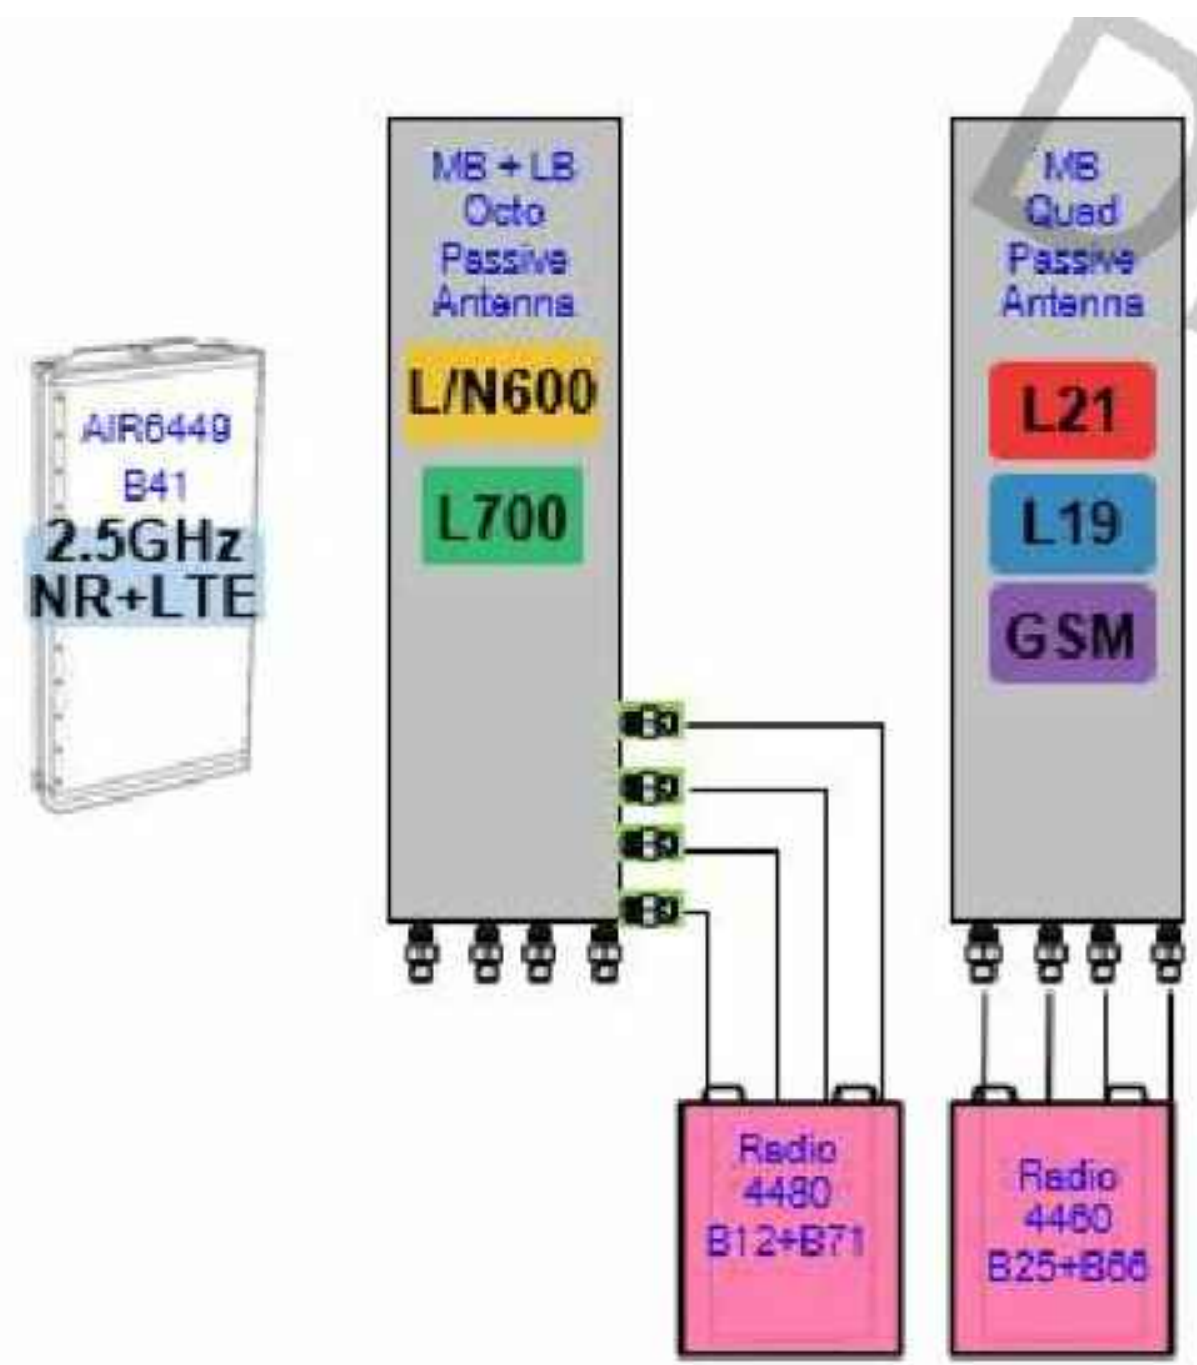 AIR6449
B41
2.5GHz
NR+LTE
MB + LB
Octo
Passive
Antenna
L/N600
L700
MB
Quad
Passive
Antenna
L21
L19
GSM
Radio
4480
B12+B71
Radio
4460
B25+B66
D